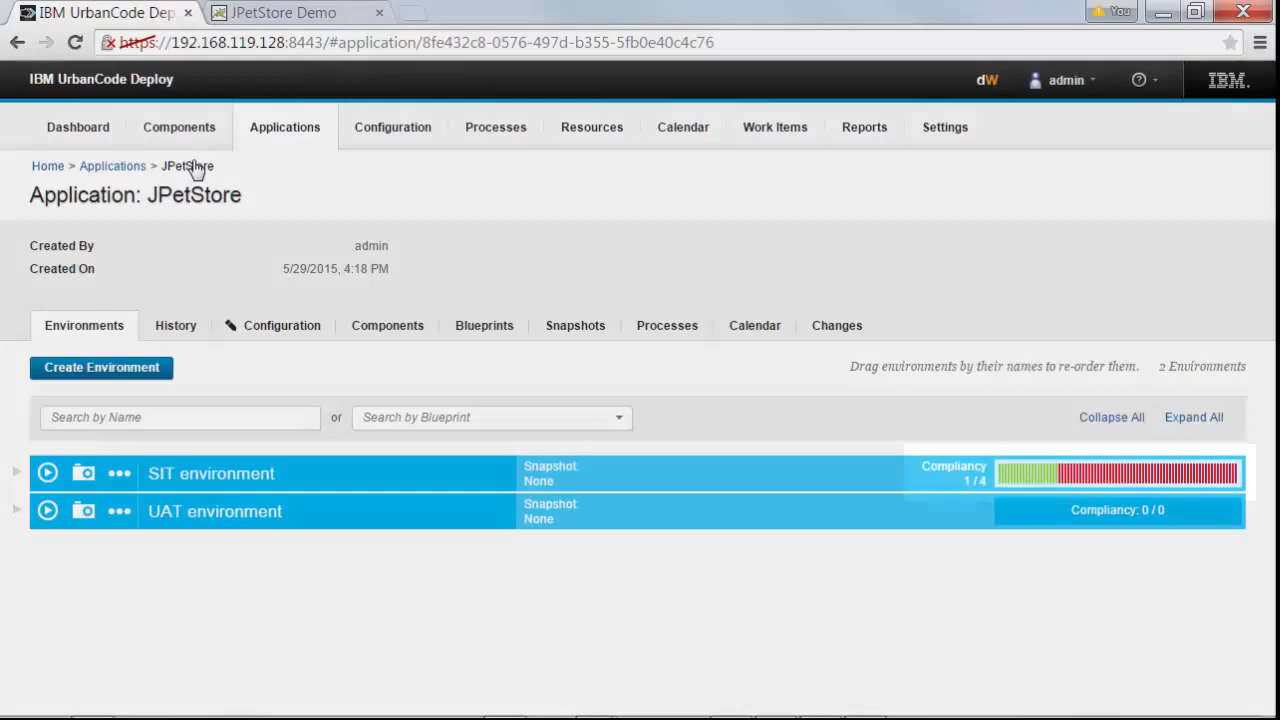 IBM UrbanCode Dep
JPetStore Demo
You
https://192.168.119.128:8443/#application/8fe432c8-0576-497d-b355-5fb0e40c4c76
IBM UrbanCode Deploy
dW
admin
?
IBM.
Dashboard
Components
Applications
Configuration
Processes
Resources
Calendar
Work Items
Reports
Settings
Home > Applications > JPetStore
Application: JPetStore
Created By admin
Created On 5/29/2015, 4:18 PM
Environments
History
Configuration
Components
Blueprints
Snapshots
Processes
Calendar
Changes
Create Environment
Drag environments by their names to re-order them.
2 Environments
Search by Name
or
Search by Blueprint
Collapse All
Expand All
SIT environment
Snapshot
None
Compliancy
1 / 4
UAT environment
Snapshot
None
Compliancy: 0 / 0